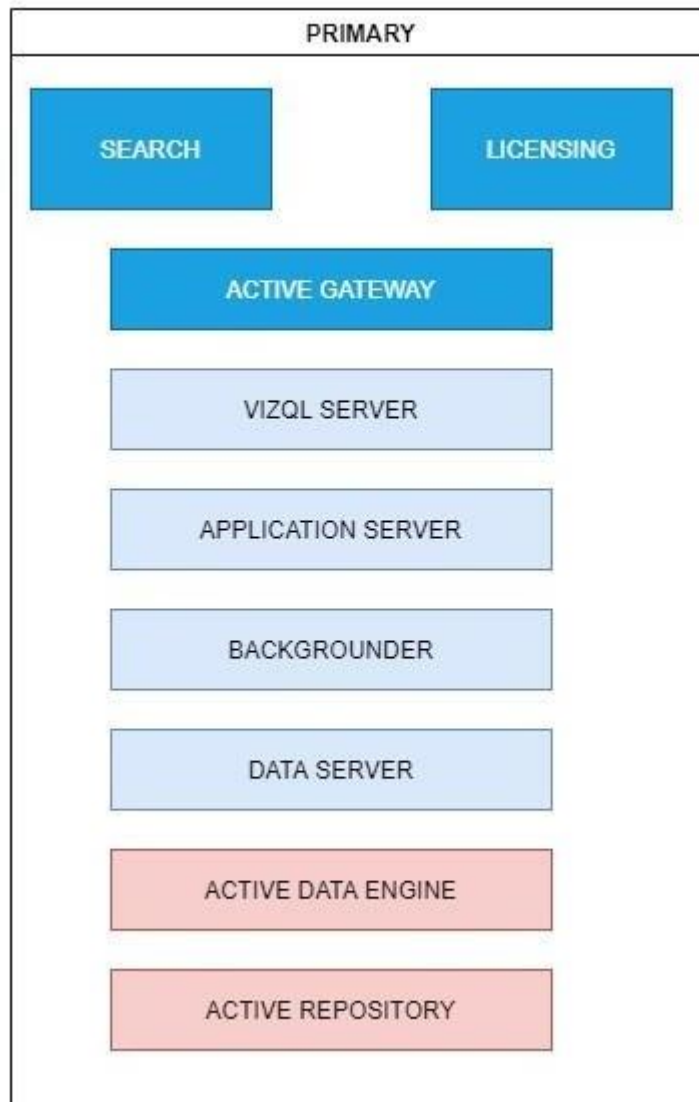 PRIMARY
SEARCH
LICENSING
ACTIVE GATEWAY
VIZQL SERVER
APPLICATION SERVER
BACKGROUNDER
DATA SERVER
ACTIVE DATA ENGINE
ACTIVE REPOSITORY